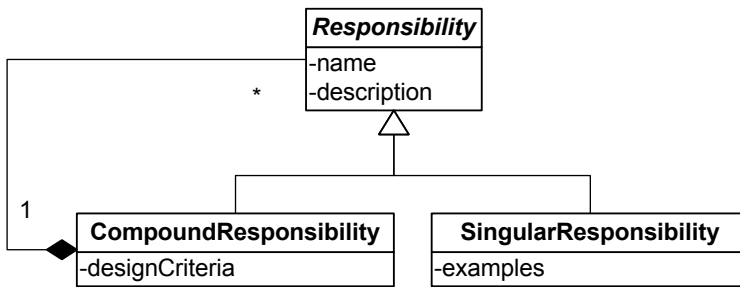 Responsibility
-name
-description
*
1
CompoundResponsibility
-designCriteria
SingularResponsibility
-examples